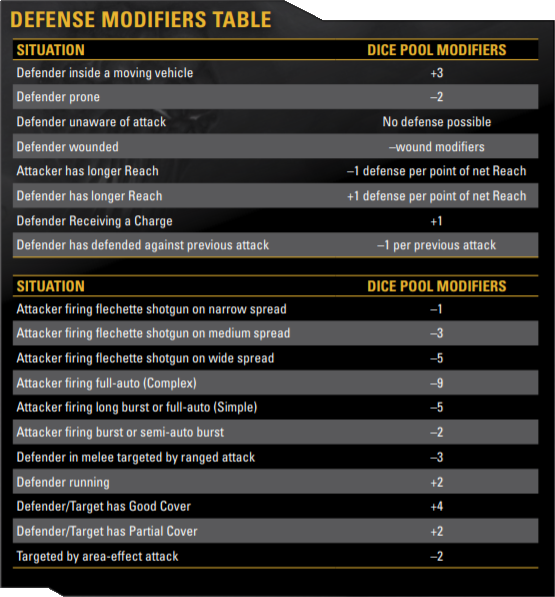 DEFENSE MODIFIERS TABLE
SITUATION DICE POOL MODIFIERS
Defender inside a moving vehicle +3
Defender prone –2
Defender unaware of attack No defense possible
Defender wounded –wound modifiers
Attacker has longer Reach –1 defense per point of net Reach
Defender has longer Reach +1 defense per point of net Reach
Defender Receiving a Charge +1
Defender has defended against previous attack –1 per previous attack
SITUATION DICE POOL MODIFIERS
Attacker firing flechette shotgun on narrow spread –1
Attacker firing flechette shotgun on medium spread –3
Attacker firing flechette shotgun on wide spread –5
Attacker firing full-auto (Complex) –9
Attacker firing long burst or full-auto (Simple) –5
Attacker firing burst or semi-auto burst –2
Defender in melee targeted by ranged attack –3
Defender running +2
Defender/Target has Good Cover +4
Defender/Target has Partial Cover +2
Targeted by area-effect attack –2